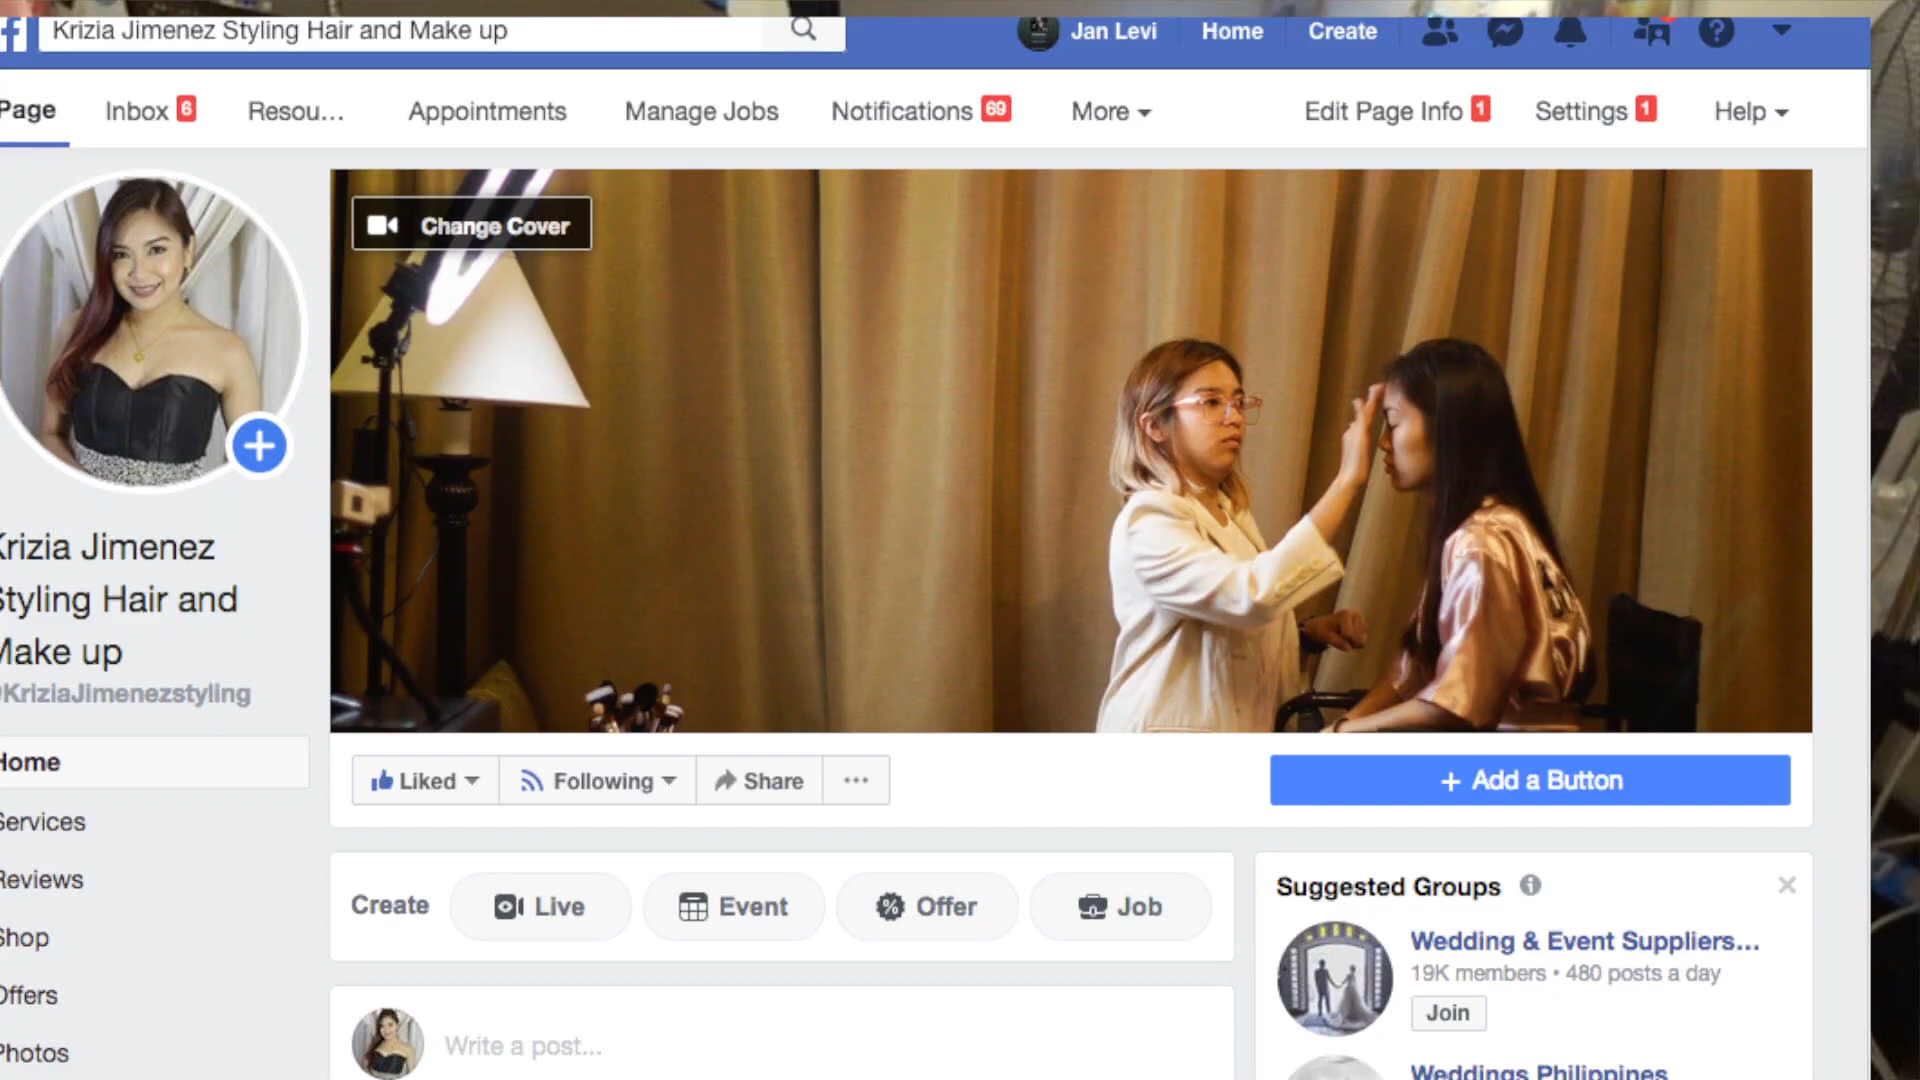 Krizia Jimenez Styling Hair and Make up
Jan Levi Home Create
Page Inbox 6 Resou... Appointments Manage Jobs Notifications 69 More Edit Page Info 1 Settings 1 Help
Change Cover
Krizia Jimenez
Styling Hair and
Make up
@KriziaJimenezstyling
Home
Services
Reviews
Shop
Offers
Photos
Liked Following Share ...
+ Add a Button
Create Live Event Offer Job
Write a post...
Suggested Groups
Wedding & Event Suppliers...
19K members • 480 posts a day
Join
Weddings Philippines